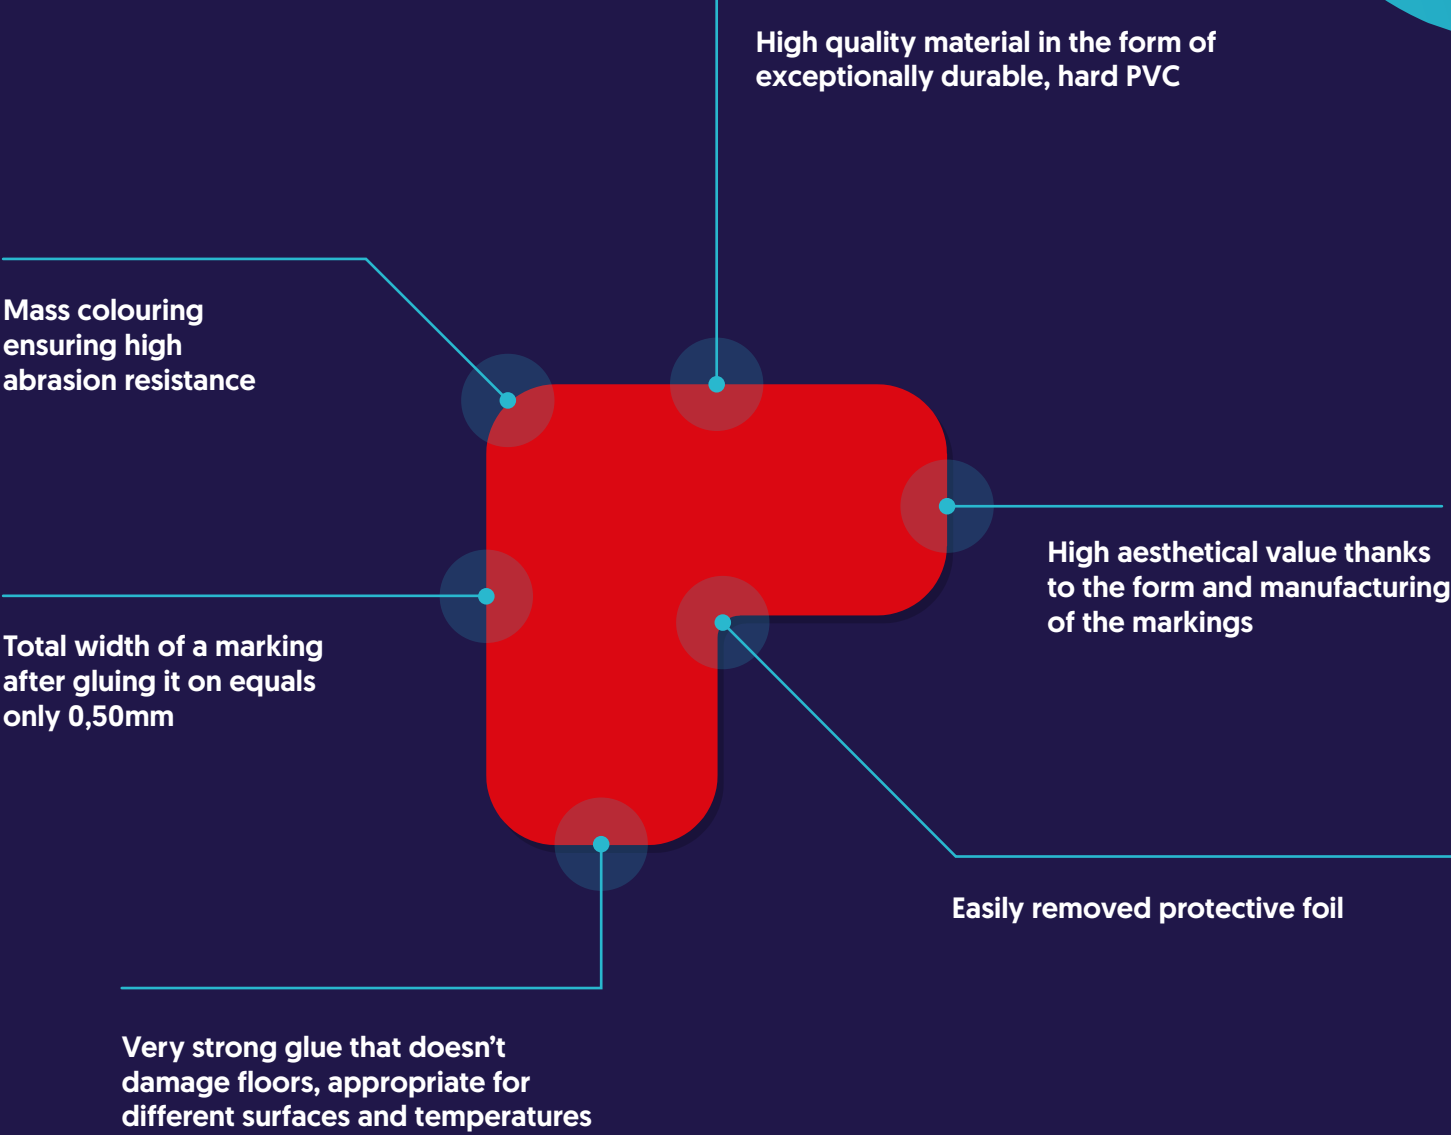 High quality material in the form of
exceptionally durable, hard PVC
Mass colouring
ensuring high
abrasion resistance
High aesthetical value thanks
to the form and manufacturing
of the markings
Total width of a marking
after gluing it on equals
only 0,50mm
Easily removed protective foil
Very strong glue that doesn’t
damage floors, appropriate for
different surfaces and temperatures